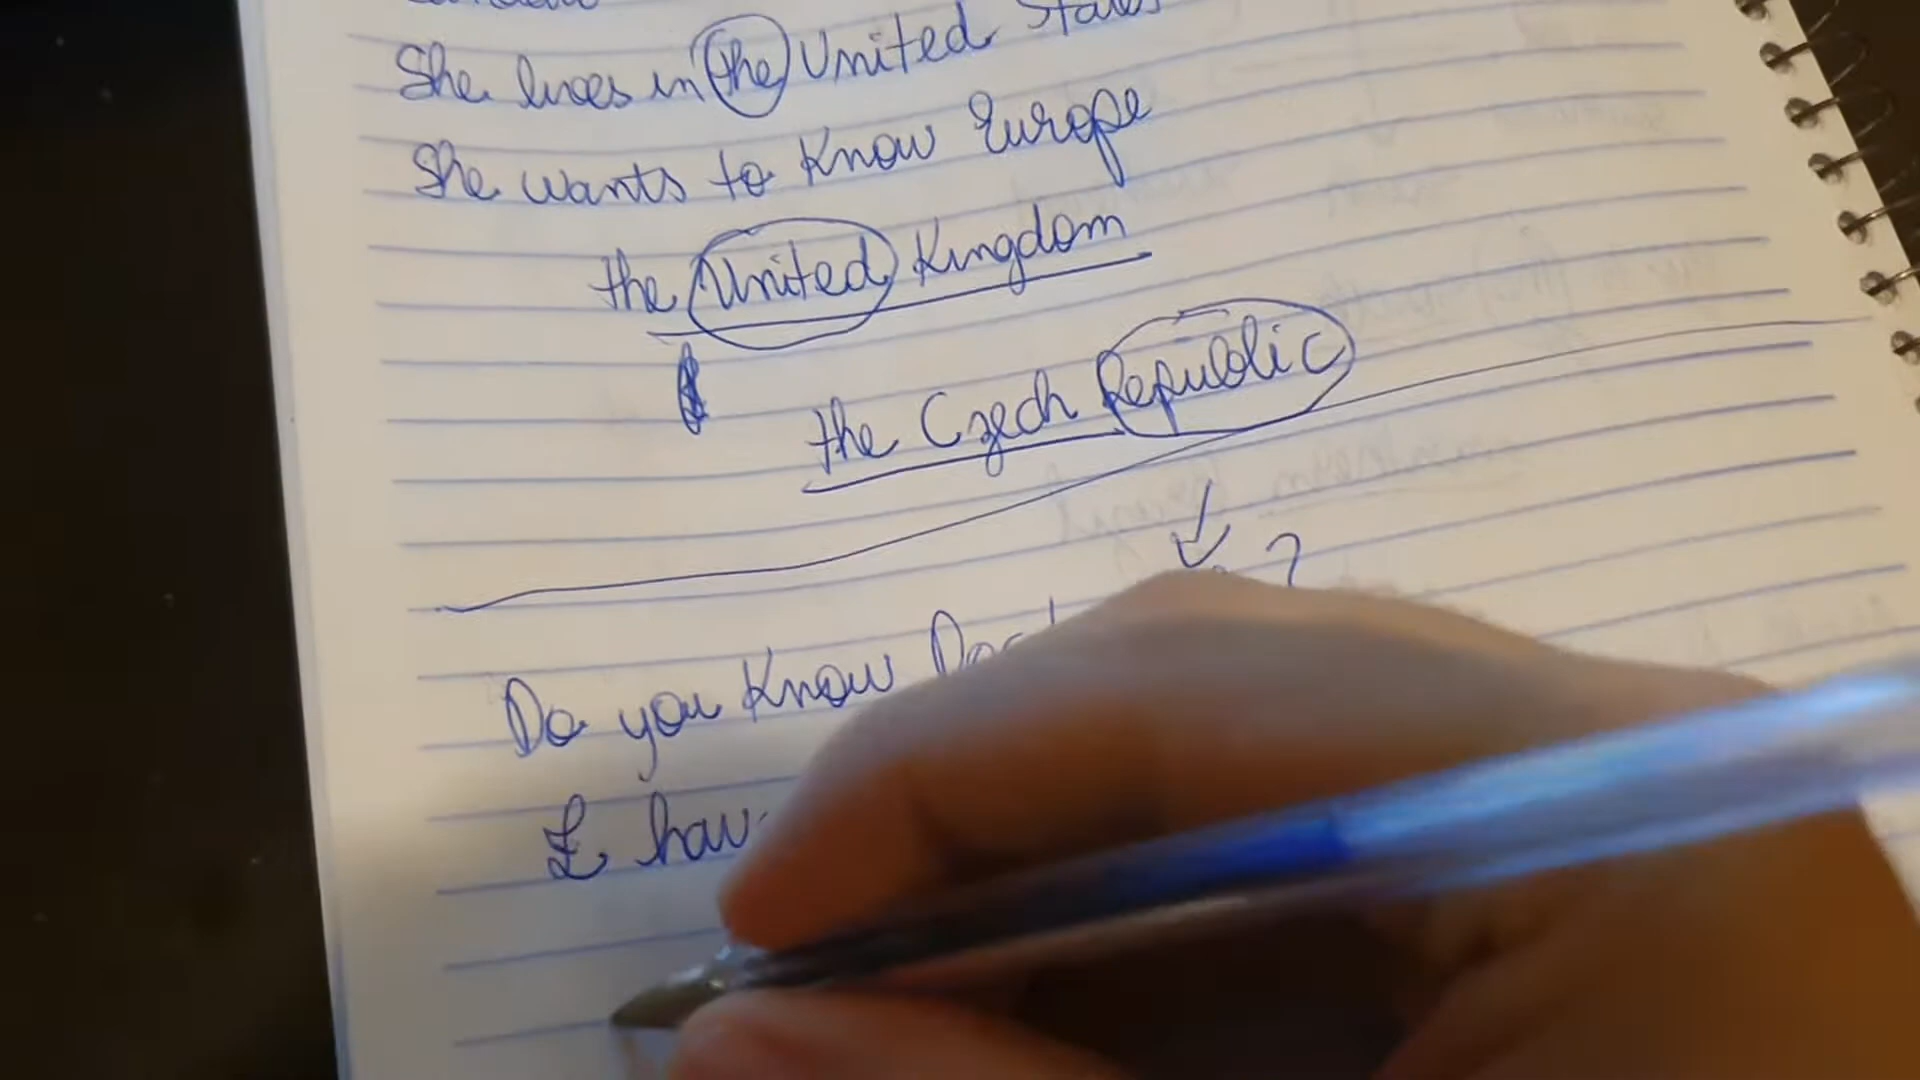 She lives in the United States
She wants to know Europe
the United Kingdom
the Czech Republic
?
Do you know
I